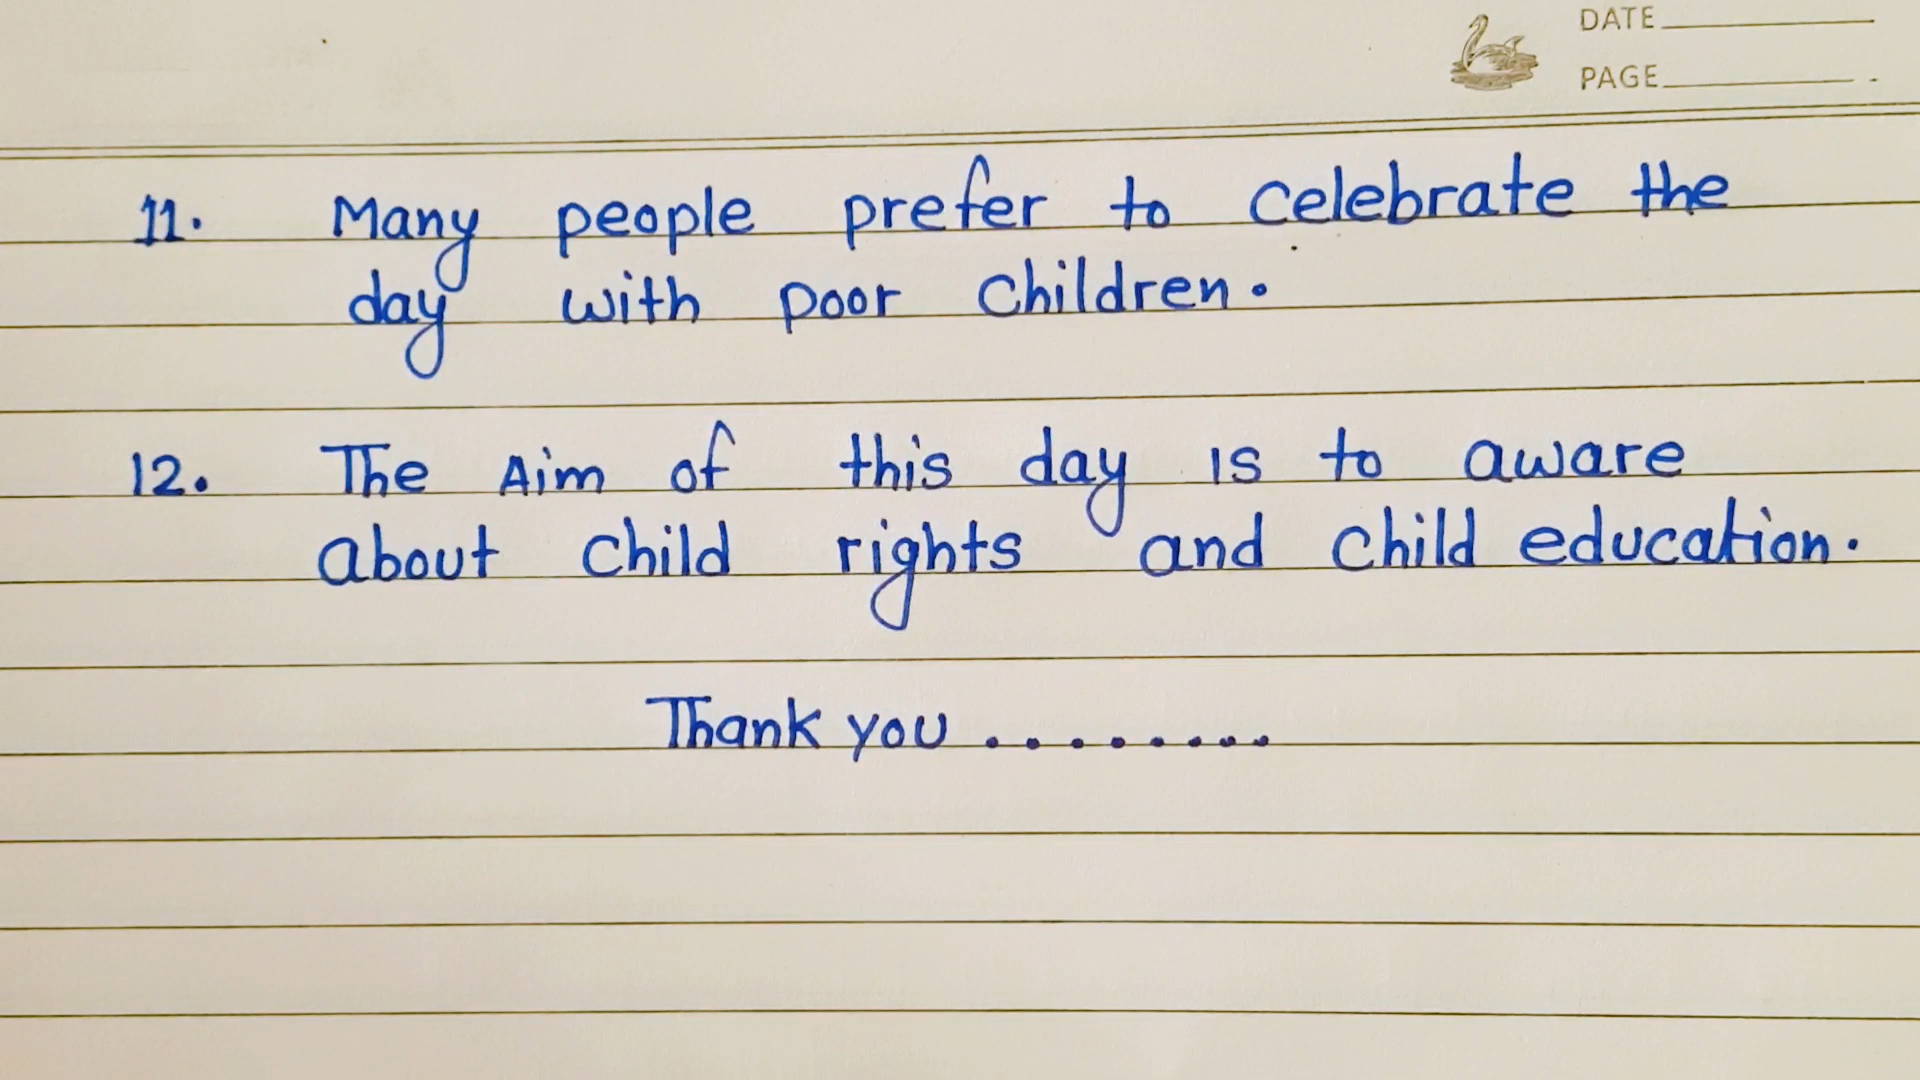 DATE
PAGE
11. Many people prefer to celebrate the
day with poor children.
12. The Aim of this day is to aware
about child rights and child education.
Thank you ........